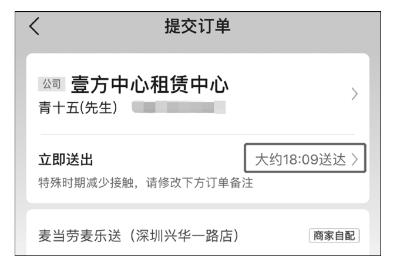 提交订单
公司 壹方中心租赁中心
青十五(先生)
立即送出 大约18:09送达
特殊时期减少接触，请修改下方订单备注
麦当劳麦乐送（深圳兴华一路店） 商家自配